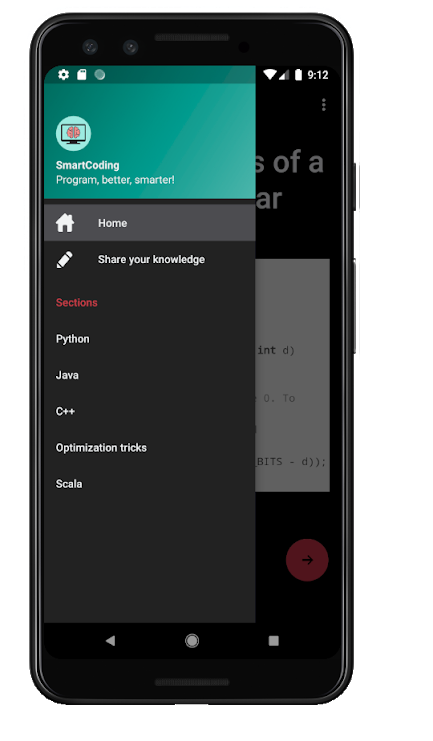 9:12
SmartCoding
Program, better, smarter!
s of a
ar
Home
Share your knowledge
Sections
int d)
Python
Java
0. To
C++
Optimization tricks
_BITS - d));
Scala